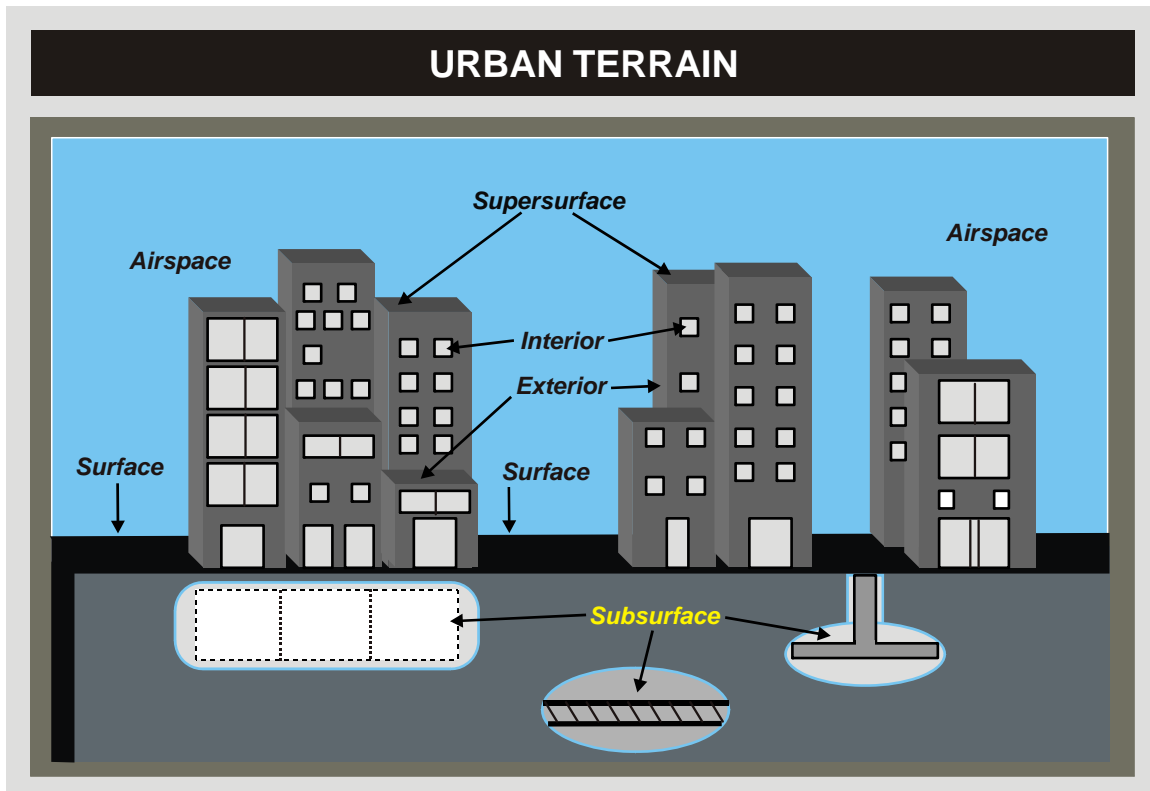 URBAN TERRAIN
Supersurface
Airspace
Airspace
Interior
Exterior
Surface
Surface
Subsurface